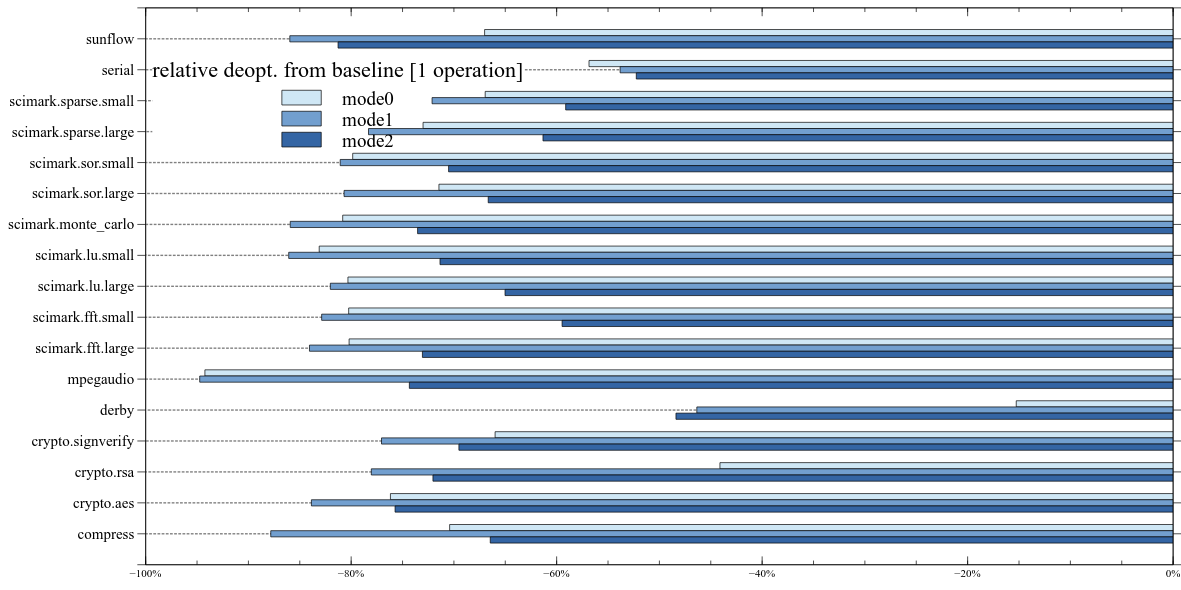 sunflow
serial
relative deopt. from baseline [1 operation]
scimark.sparse.small
mode0
mode1
scimark.sparse.large
mode2
scimark.sor.small
scimark.sor.large
scimark.monte_carlo
scimark.lu.small
scimark.lu.large
scimark.fft.small
scimark.fft.large
mpegaudio
derby
crypto.signverify
crypto.rsa
crypto.aes
compress
−100% −80% −60% −40% −20% 0%